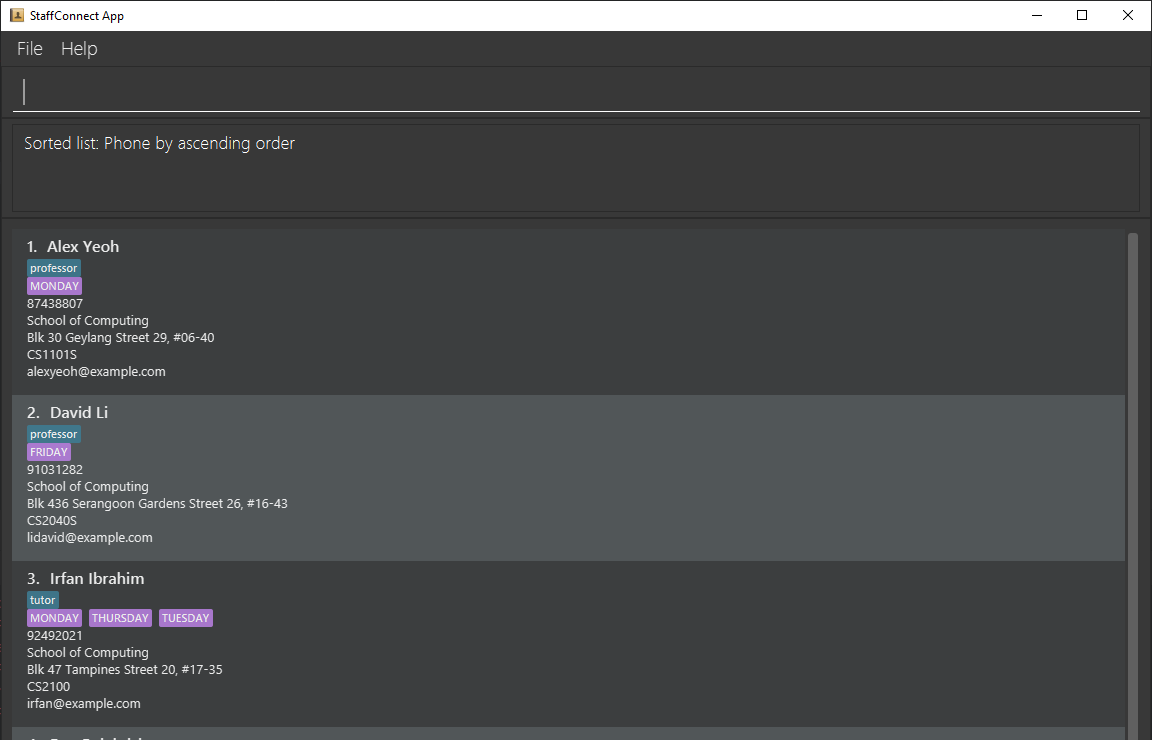 StaffConnect App
File Help
Sorted list: Phone by ascending order
1. Alex Yeoh
professor
MONDAY
87438807
School of Computing
Blk 30 Geylang Street 29, #06-40
CS1101S
alexyeoh@example.com
2. David Li
professor
FRIDAY
91031282
School of Computing
Blk 436 Serangoon Gardens Street 26, #16-43
CS2040S
lidavid@example.com
3. Irfan Ibrahim
tutor
MONDAY THURSDAY TUESDAY
92492021
School of Computing
Blk 47 Tampines Street 20, #17-35
CS2100
irfan@example.com